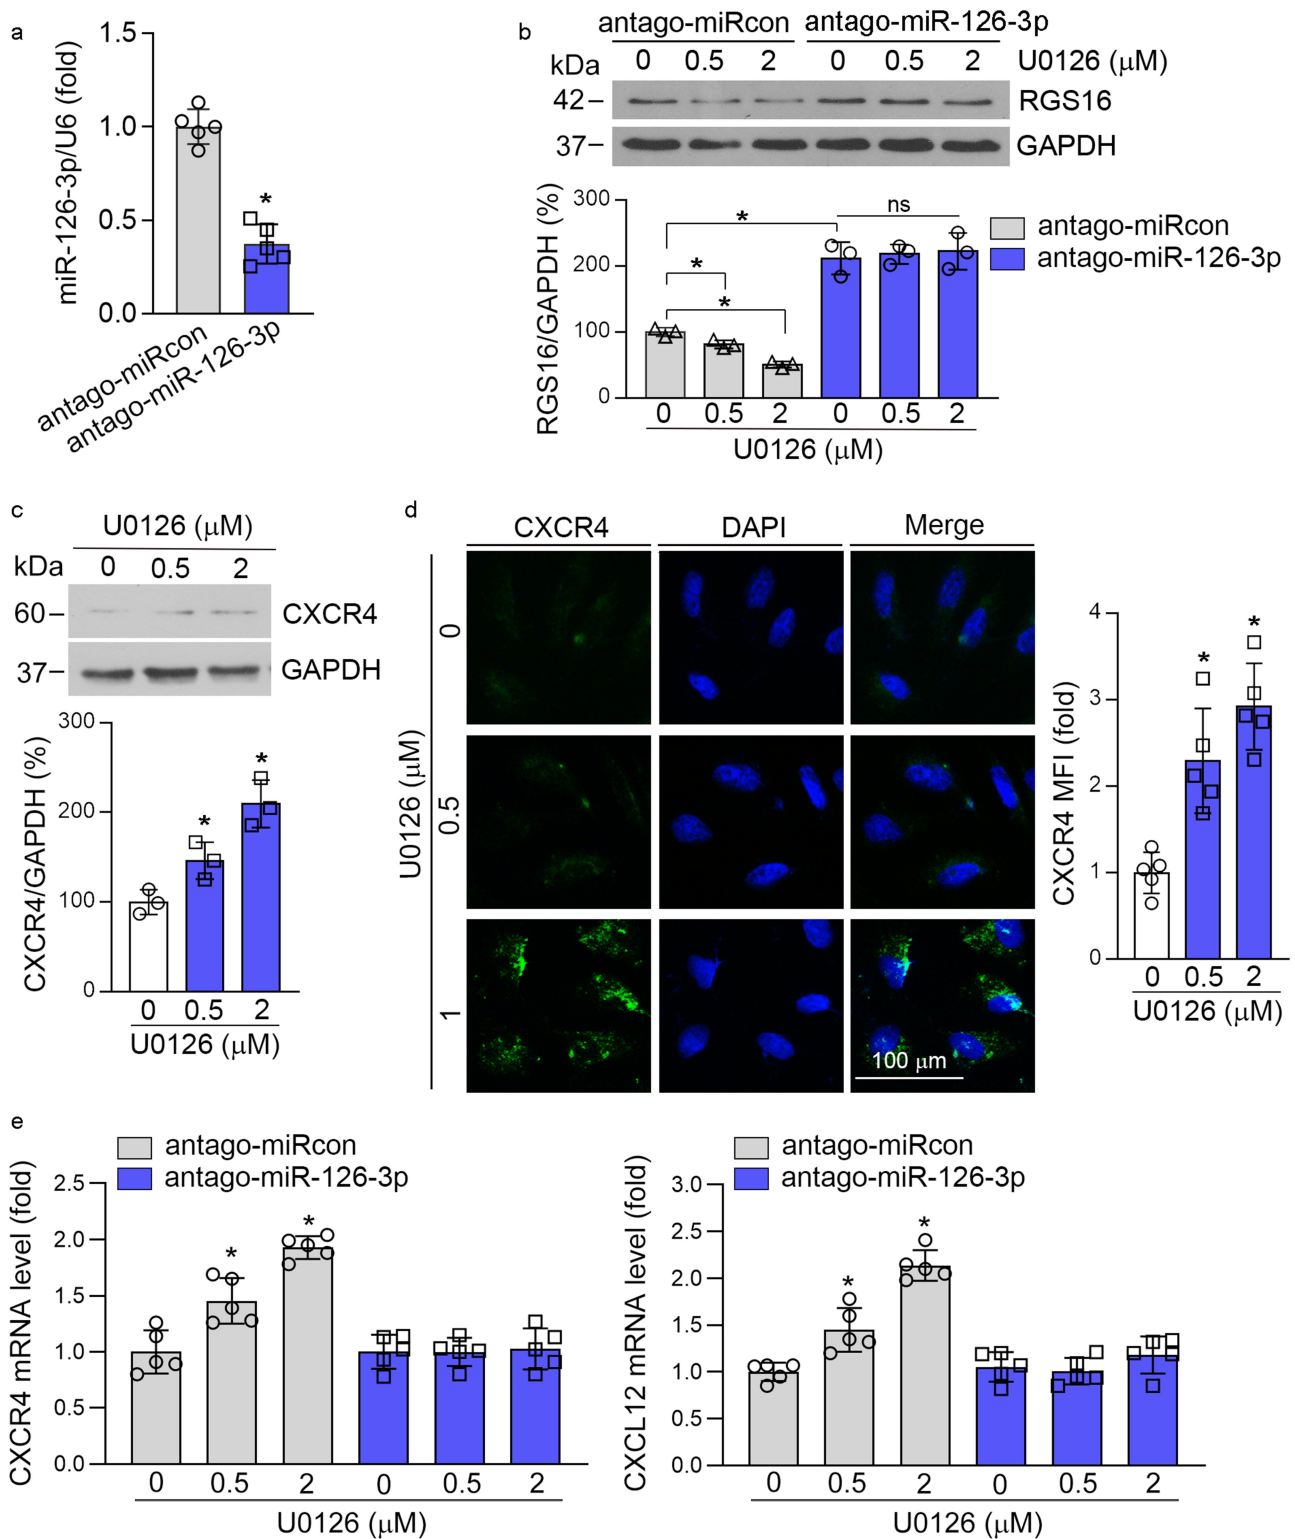 a
miR-126-3p/U6 (fold)
1.5
1.0
0.5
0.0
*
antago-miRcon
antago-miR-126-3p
b
antago-miRcon antago-miR-126-3p
kDa 0 0.5 2 0 0.5 2 U0126 (μM)
42 RGS16
37 GAPDH
RGS16/GAPDH (%)
300
200
100
0
* * * ns
antago-miRcon
antago-miR-126-3p
0 0.5 2 0 0.5 2
U0126 (μM)
c
U0126 (μM)
kDa 0 0.5 2
60 CXCR4
37 GAPDH
CXCR4/GAPDH (%)
300
200
100
0
* *
0 0.5 2
U0126 (μM)
d
CXCR4 DAPI Merge
U0126 (μM)
0
0.5
1
100 μm
CXCR4 MFI (fold)
4
3
2
1
0
* *
0 0.5 2
U0126 (μM)
e
antago-miRcon
antago-miR-126-3p
CXCR4 mRNA level (fold)
2.5
2.0
1.5
1.0
0.5
0.0
* *
0 0.5 2 0 0.5 2
U0126 (μM)
antago-miRcon
antago-miR-126-3p
CXCL12 mRNA level (fold)
3.0
2.5
2.0
1.5
1.0
0.5
0.0
* *
0 0.5 2 0 0.5 2
U0126 (μM)